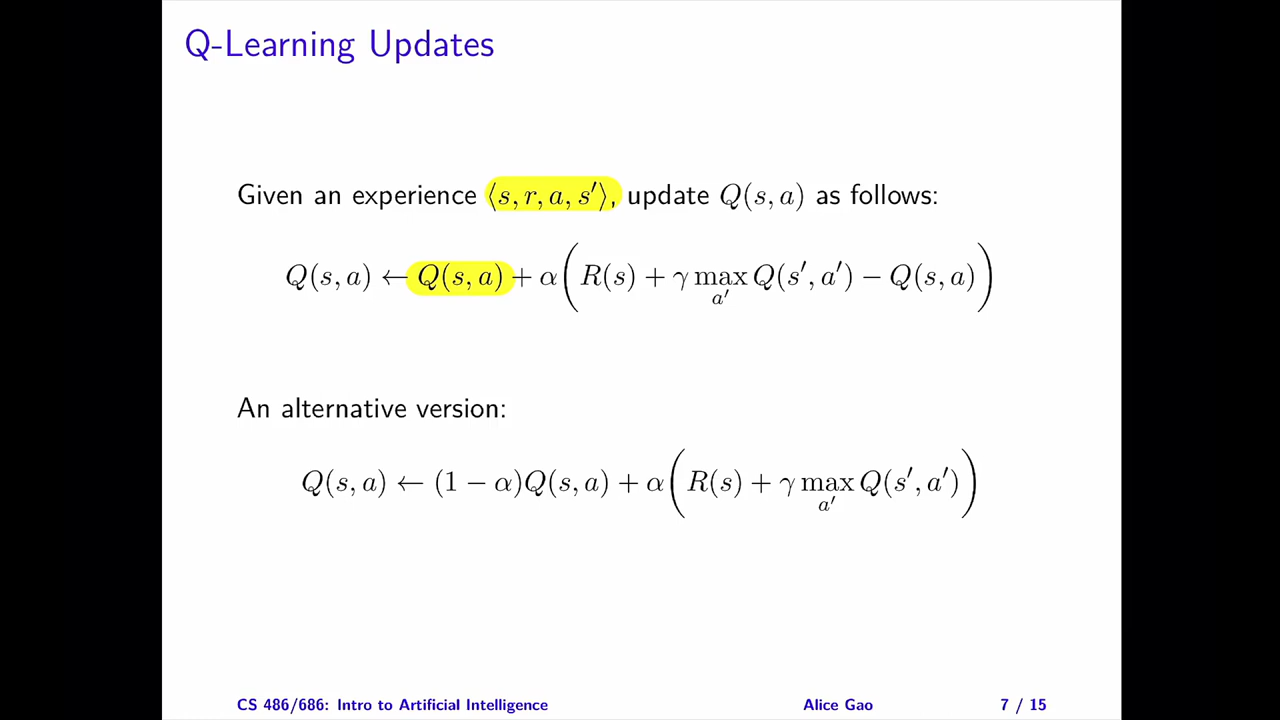 Q-Learning Updates
Given an experience ⟨s, r, a, s′⟩, update Q(s, a) as follows:
Q(s, a) ← Q(s, a) + α(R(s) + γ max_{a′} Q(s′, a′) − Q(s, a))
An alternative version:
Q(s, a) ← (1 − α)Q(s, a) + α(R(s) + γ max_{a′} Q(s′, a′))
CS 486/686: Intro to Artificial Intelligence Alice Gao 7 / 15